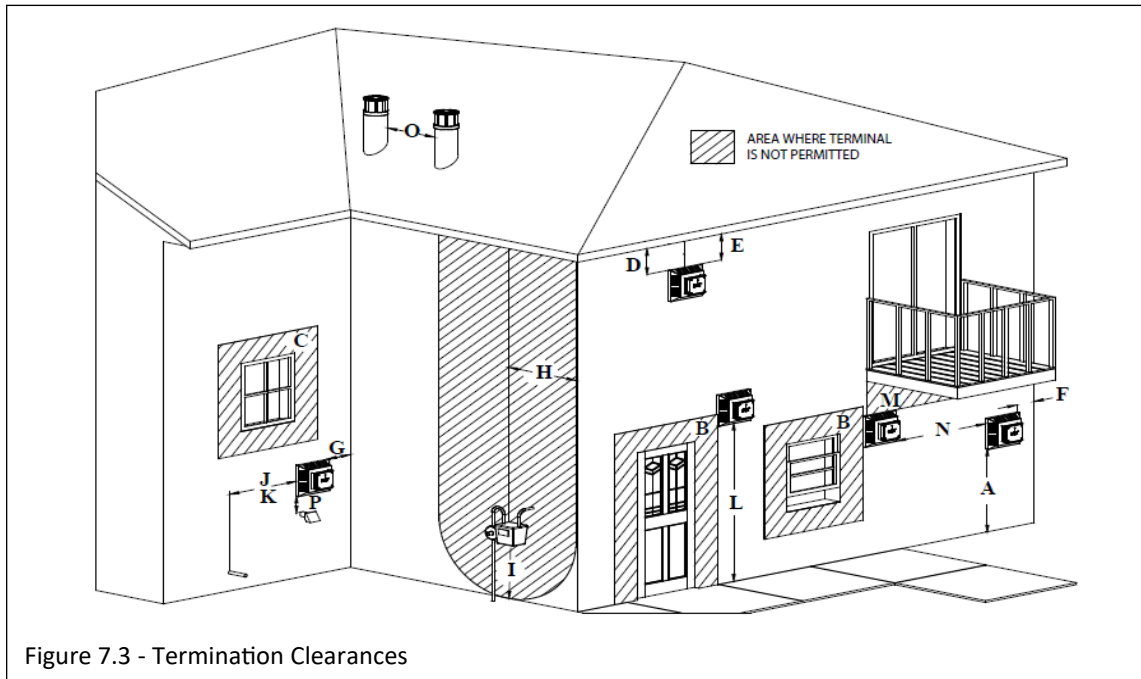 O
AREA WHERE TERMINAL
IS NOT PERMITTED
D
E
C
H
F
M
B
B
N
G
J
K
P
L
A
I
Figure 7.3 - Termination Clearances